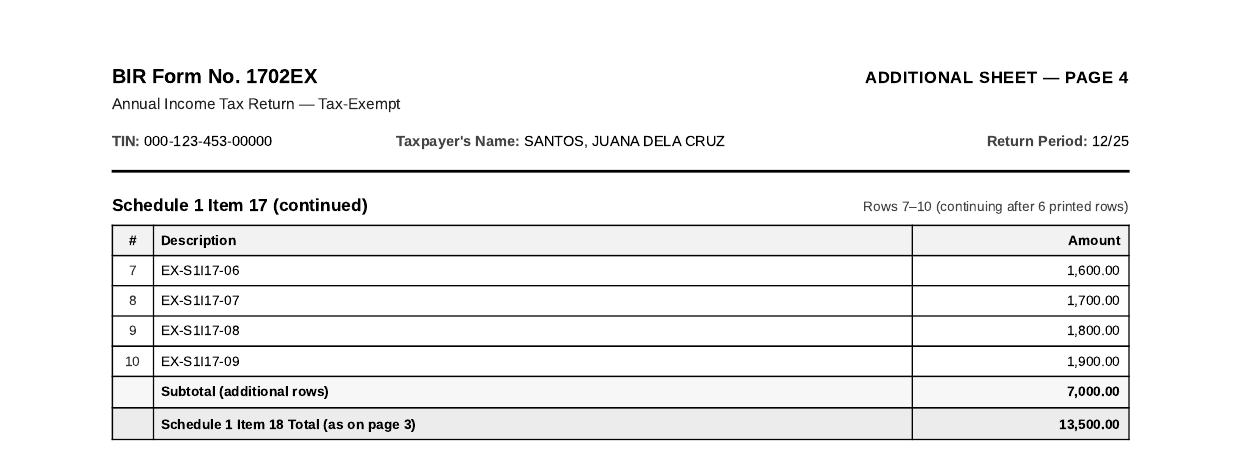 BIR Form No. 1702EX
ADDITIONAL SHEET — PAGE 4
Annual Income Tax Return — Tax-Exempt
TIN: 000-123-453-00000 Taxpayer's Name: SANTOS, JUANA DELA CRUZ Return Period: 12/25
Schedule 1 Item 17 (continued) Rows 7–10 (continuing after 6 printed rows)
# Description Amount
7 EX-S1I17-06 1,600.00
8 EX-S1I17-07 1,700.00
9 EX-S1I17-08 1,800.00
10 EX-S1I17-09 1,900.00
Subtotal (additional rows) 7,000.00
Schedule 1 Item 18 Total (as on page 3) 13,500.00